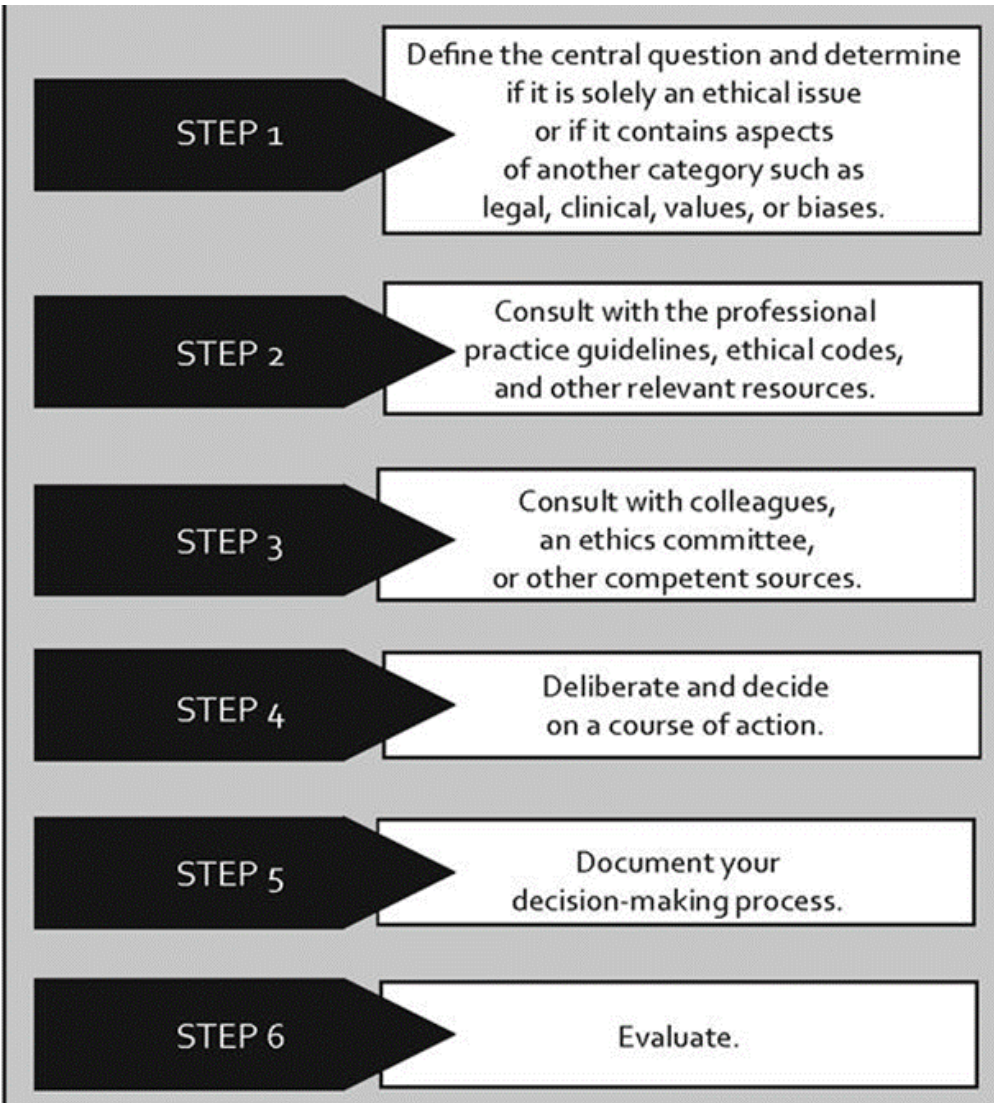 STEP 1
Define the central question and determine
if it is solely an ethical issue
or if it contains aspects
of another category such as
legal, clinical, values, or biases.
STEP 2
Consult with the professional
practice guidelines, ethical codes,
and other relevant resources.
STEP 3
Consult with colleagues,
an ethics committee,
or other competent sources.
STEP 4
Deliberate and decide
on a course of action.
STEP 5
Document your
decision-making process.
STEP 6
Evaluate.